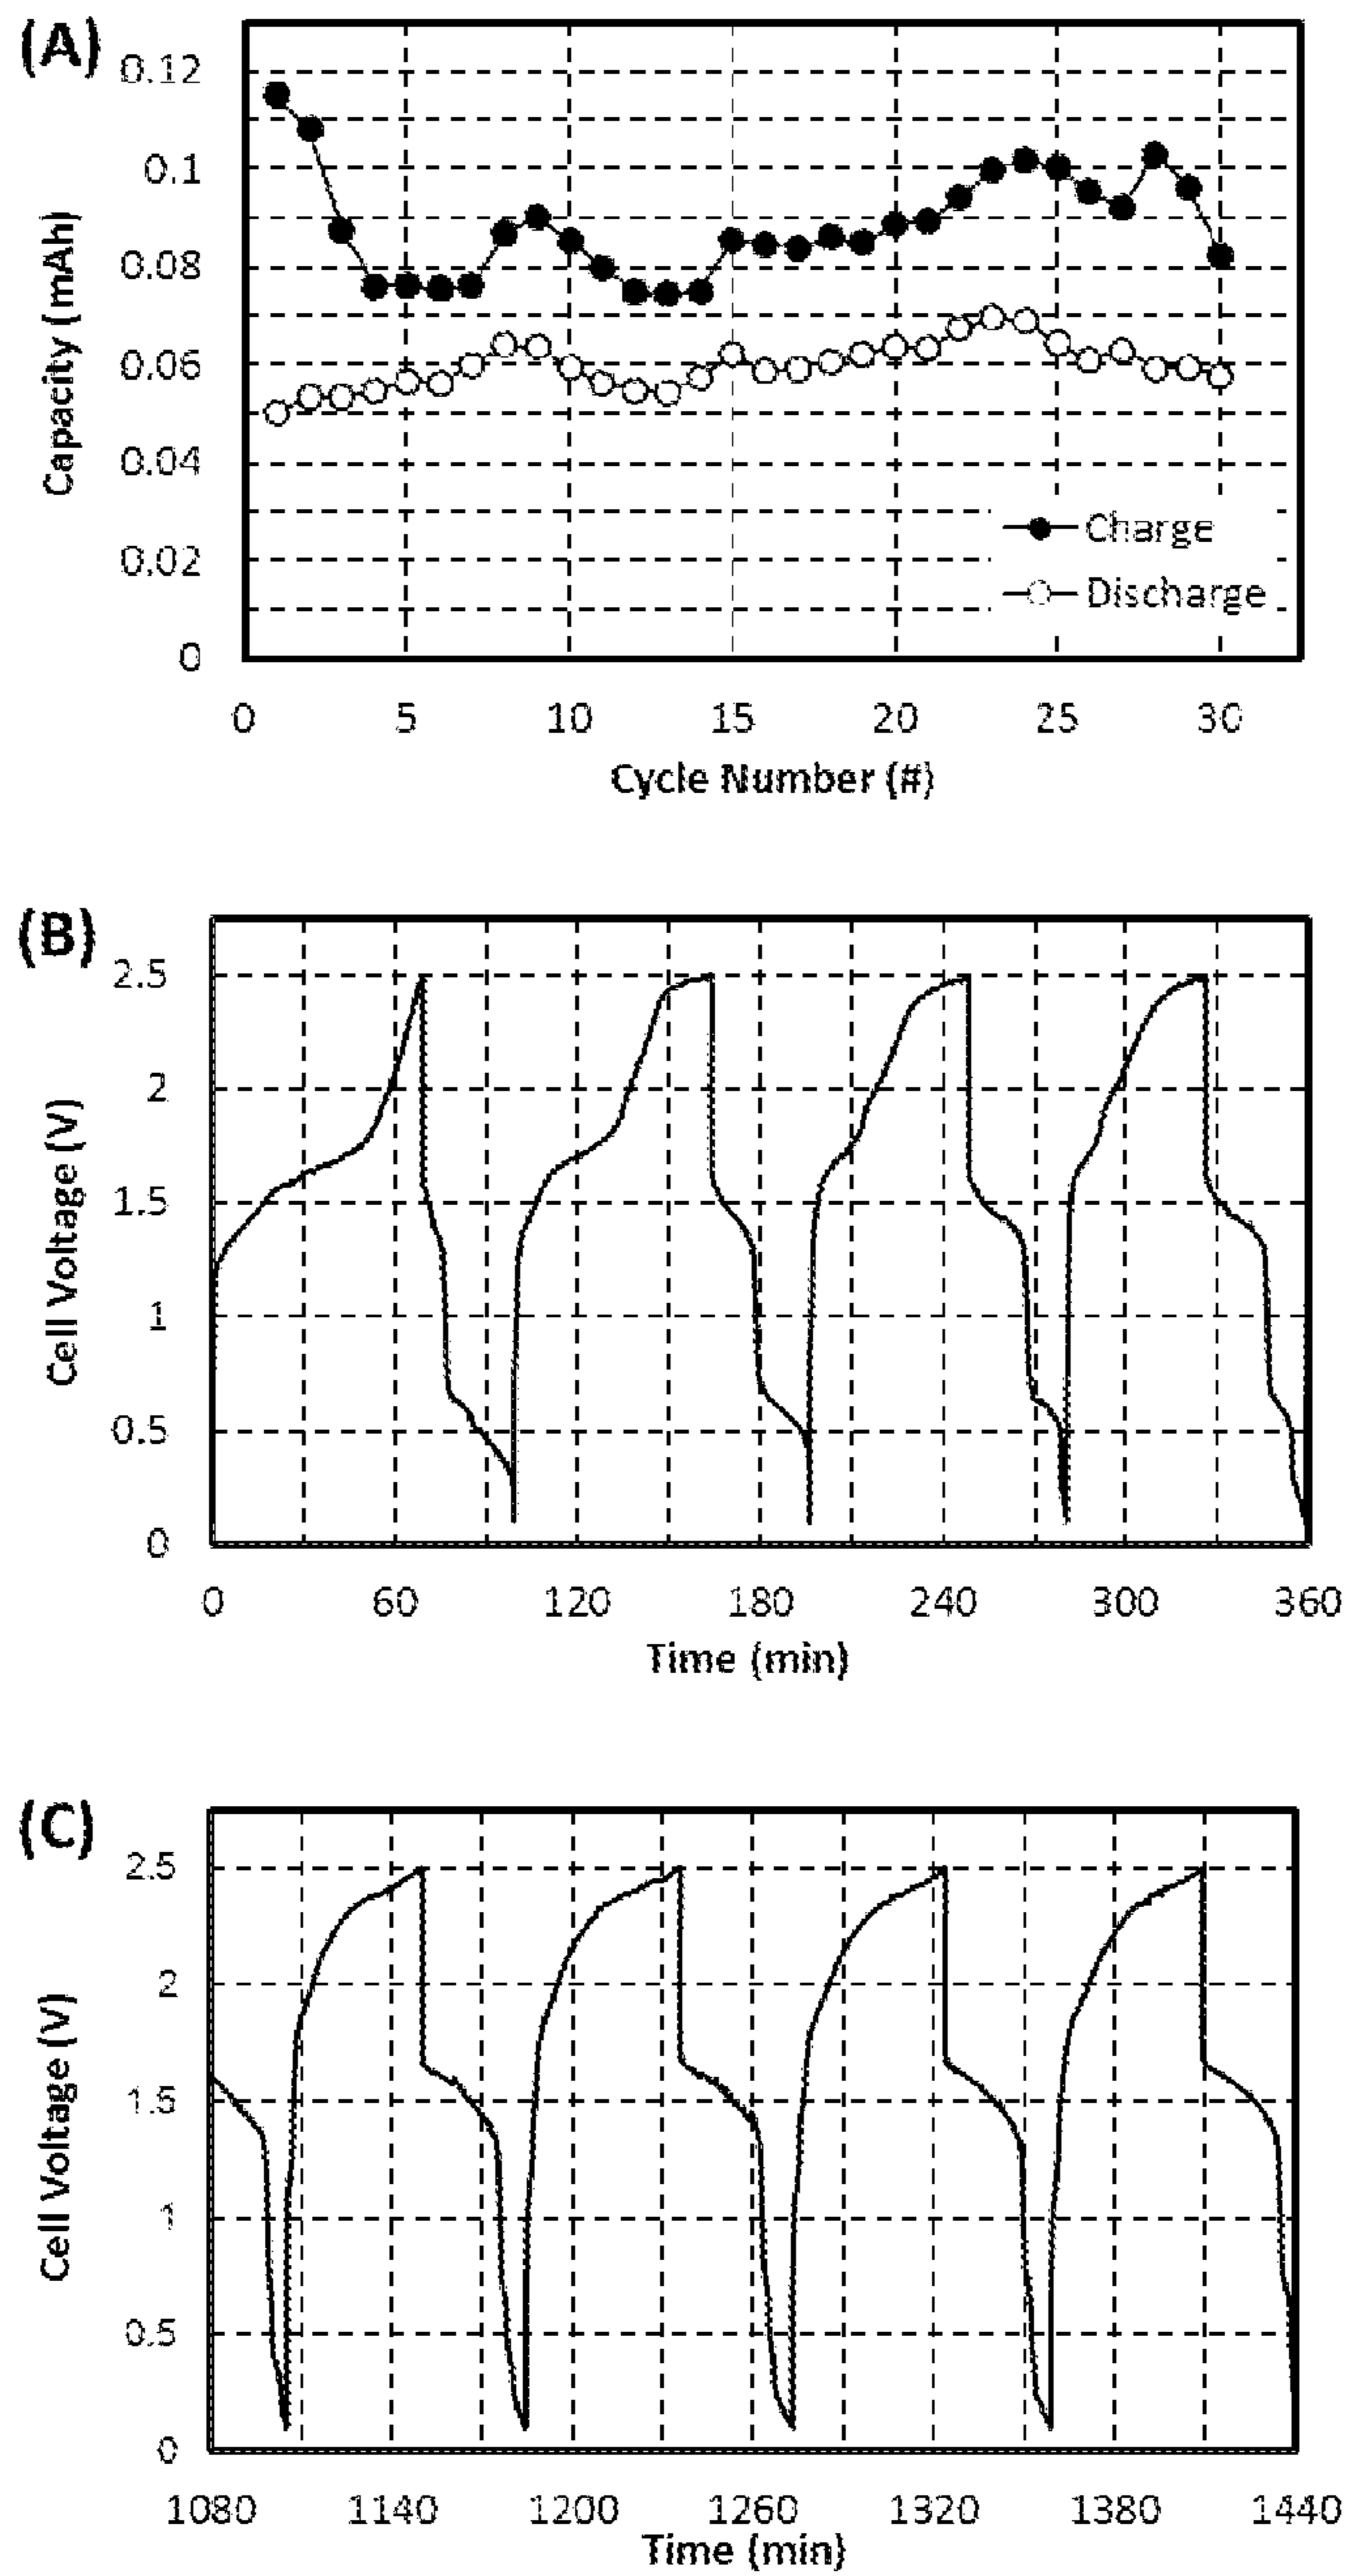 (A)
0.12
0.1
0.08
0.06
0.04
0.02
0
Capacity (mAh)
Charge
Discharge
0 5 10 15 20 25 30
Cycle Number (#)
(B)
2.5
2
1.5
1
0.5
0
Cell Voltage (V)
0 60 120 180 240 300 360
Time (min)
(C)
2.5
2
1.5
1
0.5
0
Cell Voltage (V)
1080 1140 1200 1260 1320 1380 1440
Time (min)